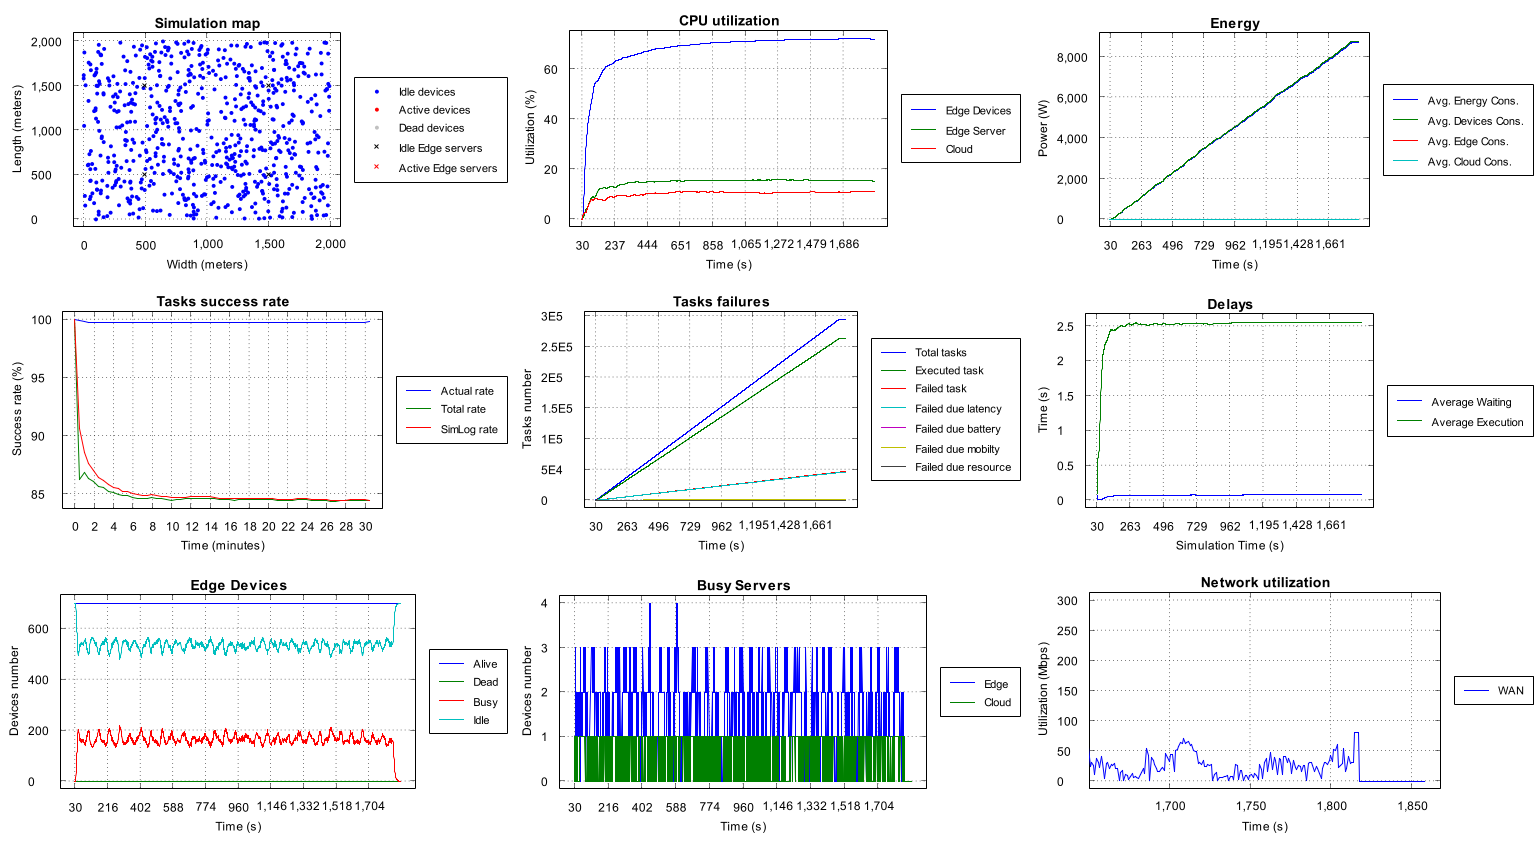 Simulation map
2,000
1,500
1,000
500
0
Length (meters)
0 500 1,000 1,500 2,000
Width (meters)
Idle devices
Active devices
Dead devices
Idle Edge servers
Active Edge servers
CPU utilization
60
40
20
0
Utilization (%)
30 237 444 651 858 1,065 1,272 1,479 1,686
Time (s)
Edge Devices
Edge Server
Cloud
Energy
8,000
6,000
4,000
2,000
0
Power (W)
30 263 496 729 962 1,195 1,428 1,661
Time (s)
Avg. Energy Cons.
Avg. Devices Cons.
Avg. Edge Cons.
Avg. Cloud Cons.
Tasks success rate
100
95
90
85
Success rate (%)
0 2 4 6 8 10 12 14 16 18 20 22 24 26 28 30
Time (minutes)
Actual rate
Total rate
SimLog rate
Tasks failures
3E5
2.5E5
2E5
1.5E5
1E5
5E4
0
Tasks number
30 263 496 729 962 1,195 1,428 1,661
Time (s)
Total tasks
Executed task
Failed task
Failed due latency
Failed due battery
Failed due mobilty
Failed due resource
Delays
2.5
2
1.5
1
0.5
0
Time (s)
30 263 496 729 962 1,195 1,428 1,661
Simulation Time (s)
Average Waiting
Average Execution
Edge Devices
600
400
200
0
Devices number
30 216 402 588 774 960 1,146 1,332 1,518 1,704
Time (s)
Alive
Dead
Busy
Idle
Busy Servers
4
3
2
1
0
Devices number
30 216 402 588 774 960 1,146 1,332 1,518 1,704
Time (s)
Edge
Cloud
Network utilization
300
250
200
150
100
50
0
Utilization (Mbps)
1,700 1,750 1,800 1,850
Time (s)
WAN